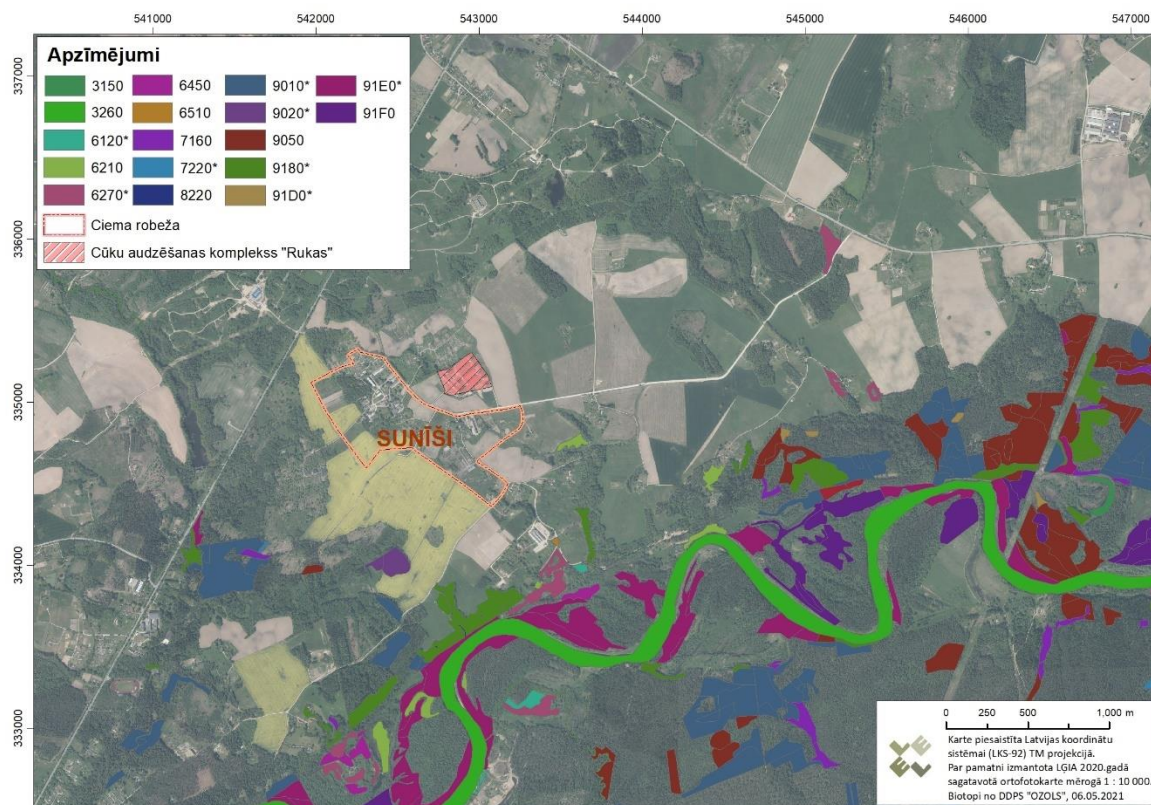 541000 542000 543000 544000 545000 546000 547000
337000
336000
335000
334000
333000
Apzīmējumi
3150 6450 9010* 91E0*
3260 6510 9020* 91F0
6120* 7160 9050
6210 7220* 9180*
6270* 8220 91D0*
Ciema robeža
Cūku audzēšanas komplekss "Rukas"
SUNĪŠI
0 250 500 1,000 m
Karte piesaistīta Latvijas koordinātu
sistēmai (LKS-92) TM projekcijā.
Par pamatni izmantota LGIA 2020.gadā
sagatavotā ortofotokarte mērogā 1 : 10 000.
Biotopi no DDPS "OZOLS", 06.05.2021